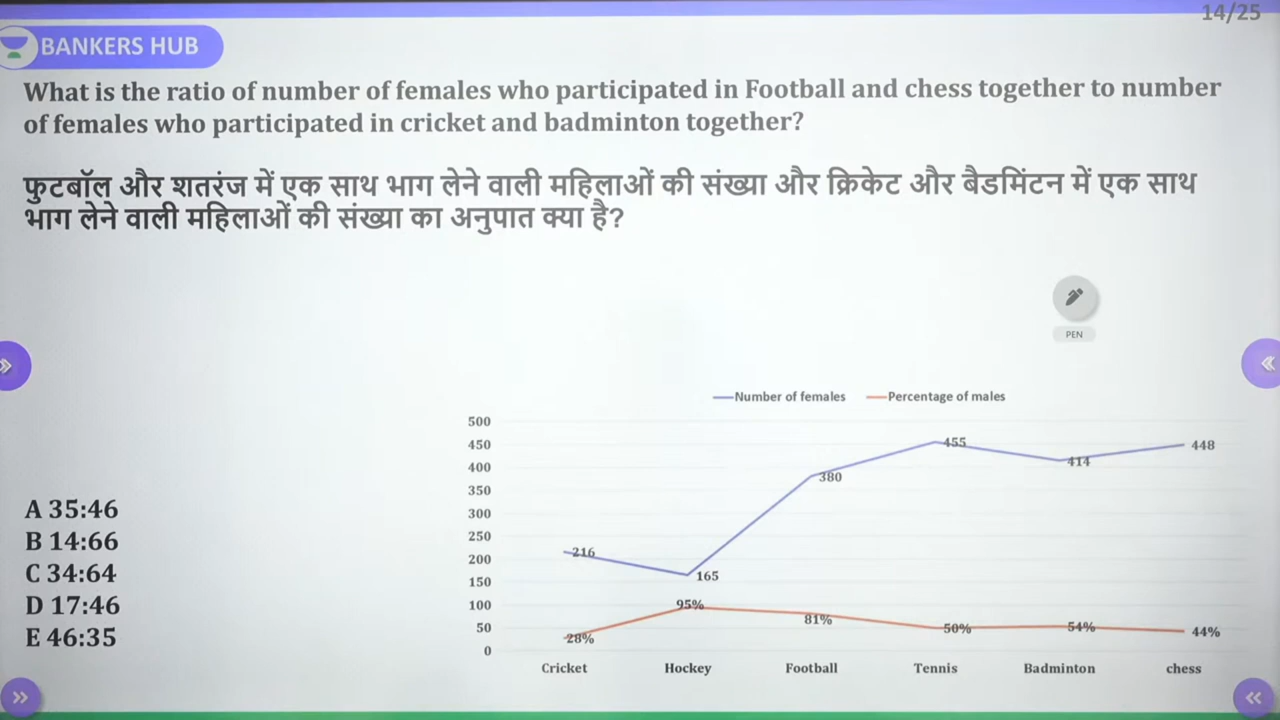 14/25
BANKERS HUB
What is the ratio of number of females who participated in Football and chess together to number
of females who participated in cricket and badminton together?
फुटबॉल और शतरंज में एक साथ भाग लेने वाली महिलाओं की संख्या और क्रिकेट और बैडमिंटन में एक साथ
भाग लेने वाली महिलाओं की संख्या का अनुपात क्या है?
PEN
A 35:46
B 14:66
C 34:64
D 17:46
E 46:35
Number of females Percentage of males
500
450
400
350
300
250
200
150
100
50
0
216
165
380
455
414
448
28%
95%
81%
50%
54%
44%
Cricket Hockey Football Tennis Badminton chess